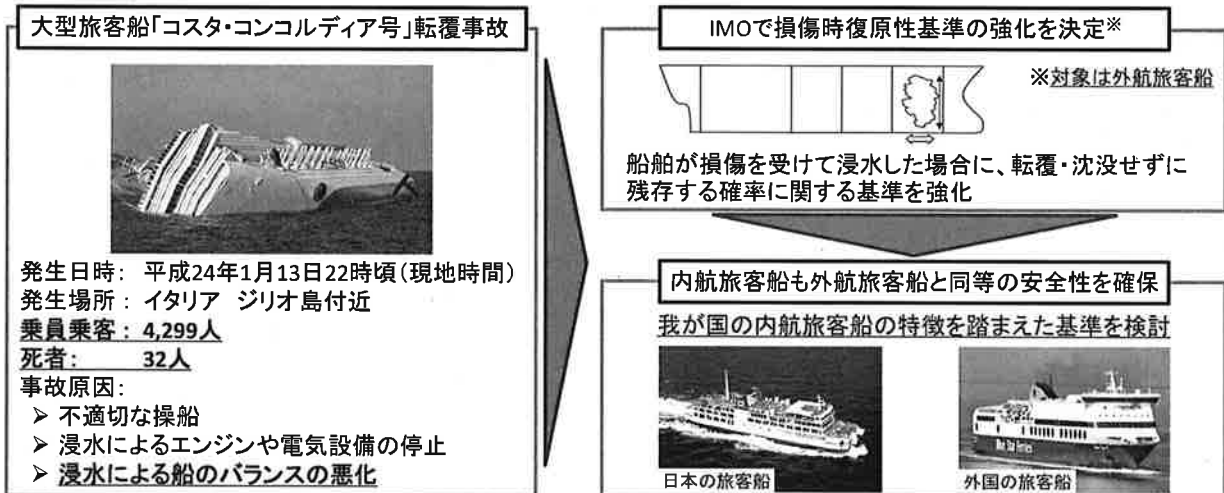 大型旅客船「コスタ・コンコルディア号」転覆事故
発生日時： 平成24年1月13日22時頃(現地時間)
発生場所： イタリア ジリオ島付近
乗員乗客： 4,299人
死者： 32人
事故原因：
➢ 不適切な操船
➢ 浸水によるエンジンや電気設備の停止
➢ 浸水による船のバランスの悪化
IMOで損傷時復原性基準の強化を決定※
※対象は外航旅客船
船舶が損傷を受けて浸水した場合に、転覆・沈没せずに
残存する確率に関する基準を強化
内航旅客船も外航旅客船と同等の安全性を確保
我が国の内航旅客船の特徴を踏まえた基準を検討
日本の旅客船
外国の旅客船